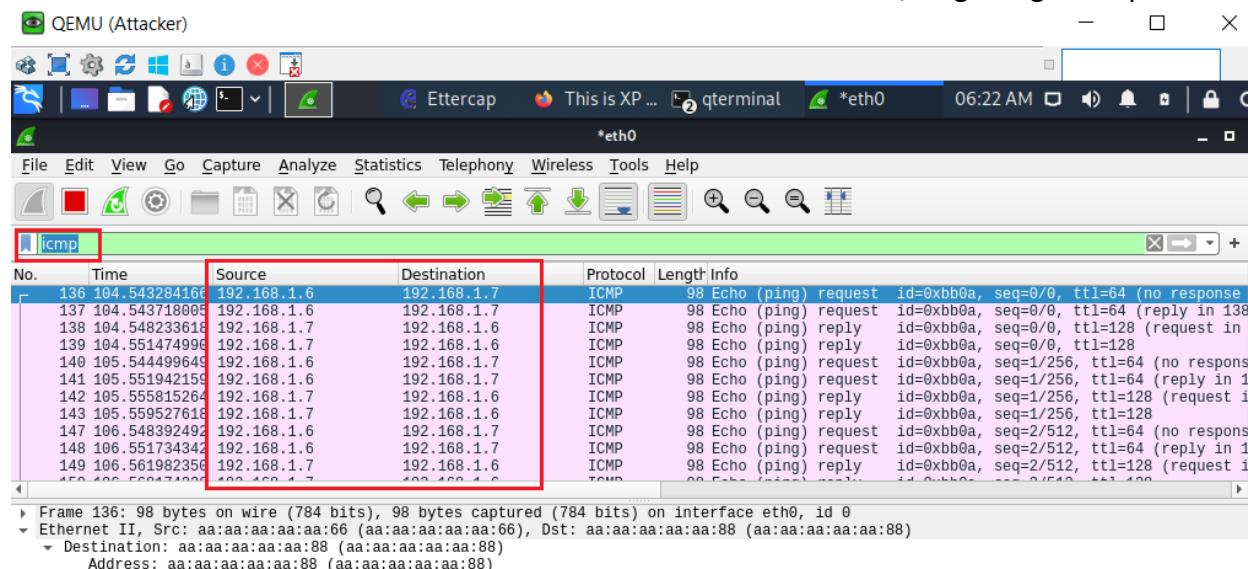 QEMU (Attacker)
Ettercap This is XP ... qterminal *eth0 06:22 AM
*eth0
File Edit View Go Capture Analyze Statistics Telephony Wireless Tools Help
icmp
No. Time Source Destination Protocol Length Info
136 104.543284166 192.168.1.6 192.168.1.7 ICMP 98 Echo (ping) request id=0xbb0a, seq=0/0, ttl=64 (no response
137 104.543718005 192.168.1.6 192.168.1.7 ICMP 98 Echo (ping) request id=0xbb0a, seq=0/0, ttl=64 (reply in 138
138 104.548233618 192.168.1.7 192.168.1.6 ICMP 98 Echo (ping) reply id=0xbb0a, seq=0/0, ttl=128 (request in
139 104.551474990 192.168.1.7 192.168.1.6 ICMP 98 Echo (ping) reply id=0xbb0a, seq=0/0, ttl=128
140 105.544499649 192.168.1.6 192.168.1.7 ICMP 98 Echo (ping) request id=0xbb0a, seq=1/256, ttl=64 (no respons
141 105.551942159 192.168.1.6 192.168.1.7 ICMP 98 Echo (ping) request id=0xbb0a, seq=1/256, ttl=64 (reply in 1
142 105.555815264 192.168.1.7 192.168.1.6 ICMP 98 Echo (ping) reply id=0xbb0a, seq=1/256, ttl=128 (request i
143 105.559527618 192.168.1.7 192.168.1.6 ICMP 98 Echo (ping) reply id=0xbb0a, seq=1/256, ttl=128
147 106.548392492 192.168.1.6 192.168.1.7 ICMP 98 Echo (ping) request id=0xbb0a, seq=2/512, ttl=64 (no respons
148 106.551734342 192.168.1.6 192.168.1.7 ICMP 98 Echo (ping) request id=0xbb0a, seq=2/512, ttl=64 (reply in 1
149 106.561982350 192.168.1.7 192.168.1.6 ICMP 98 Echo (ping) reply id=0xbb0a, seq=2/512, ttl=128 (request i
Frame 136: 98 bytes on wire (784 bits), 98 bytes captured (784 bits) on interface eth0, id 0
Ethernet II, Src: aa:aa:aa:aa:aa:66 (aa:aa:aa:aa:aa:66), Dst: aa:aa:aa:aa:aa:88 (aa:aa:aa:aa:aa:88)
Destination: aa:aa:aa:aa:aa:88 (aa:aa:aa:aa:aa:88)
Address: aa:aa:aa:aa:aa:88 (aa:aa:aa:aa:aa:88)